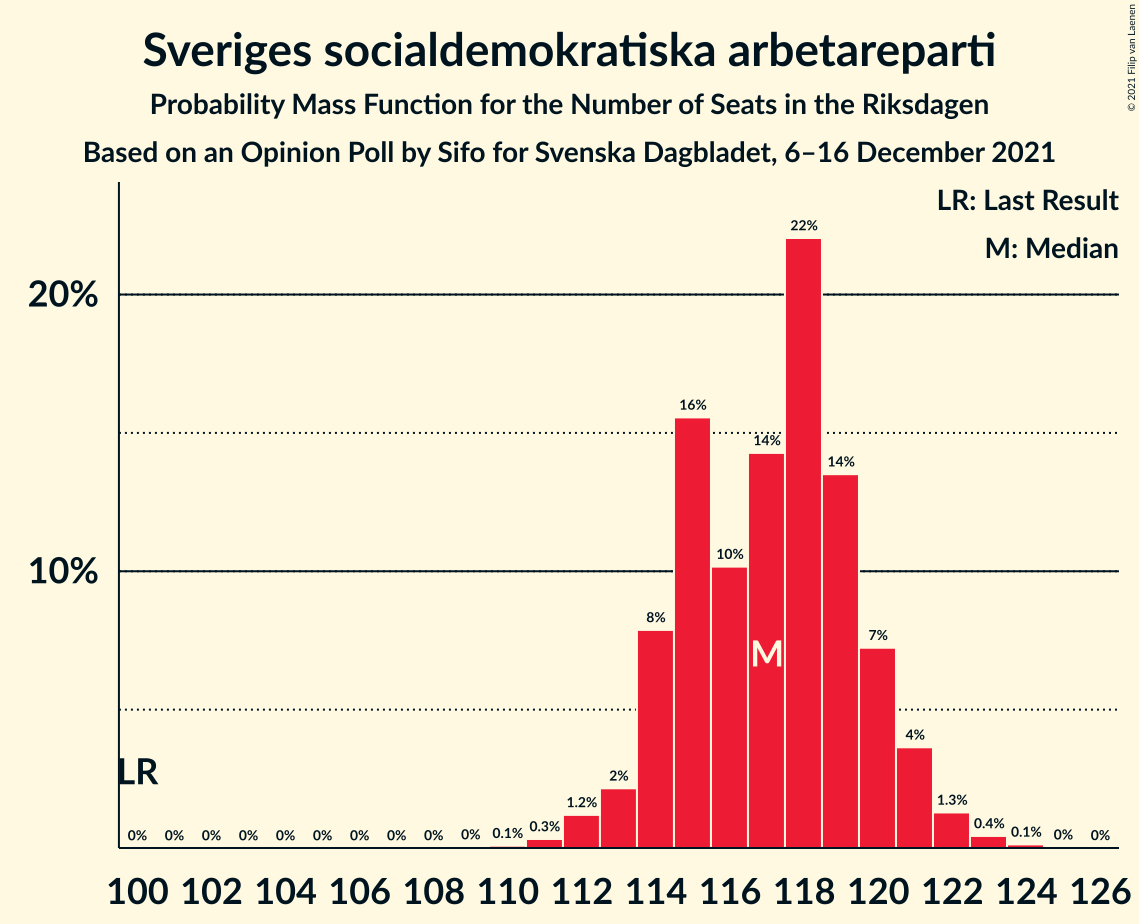 Sveriges socialdemokratiska arbetareparti
Probability Mass Function for the Number of Seats in the Riksdagen
Based on an Opinion Poll by Sifo for Svenska Dagbladet, 6–16 December 2021
© 2021 Filip van Laenen
LR: Last Result
M: Median
20%
10%
22%
16%
14%
14%
10%
8%
7%
4%
2%
1.2%
1.3%
0% 0% 0% 0% 0% 0% 0% 0% 0% 0% 0.1% 0.3% 0.4% 0.1% 0% 0%
M
LR
100 102 104 106 108 110 112 114 116 118 120 122 124 126